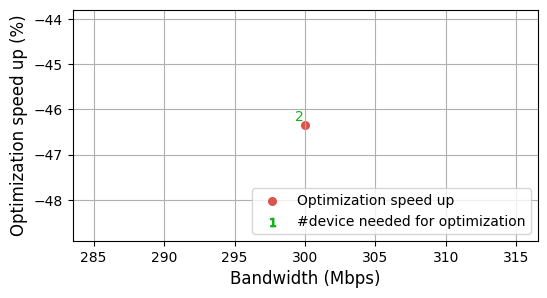 −44
−45
−46
−47
−48
Optimization speed up (%)
2
Optimization speed up
1 #device needed for optimization
285 290 295 300 305 310 315
Bandwidth (Mbps)